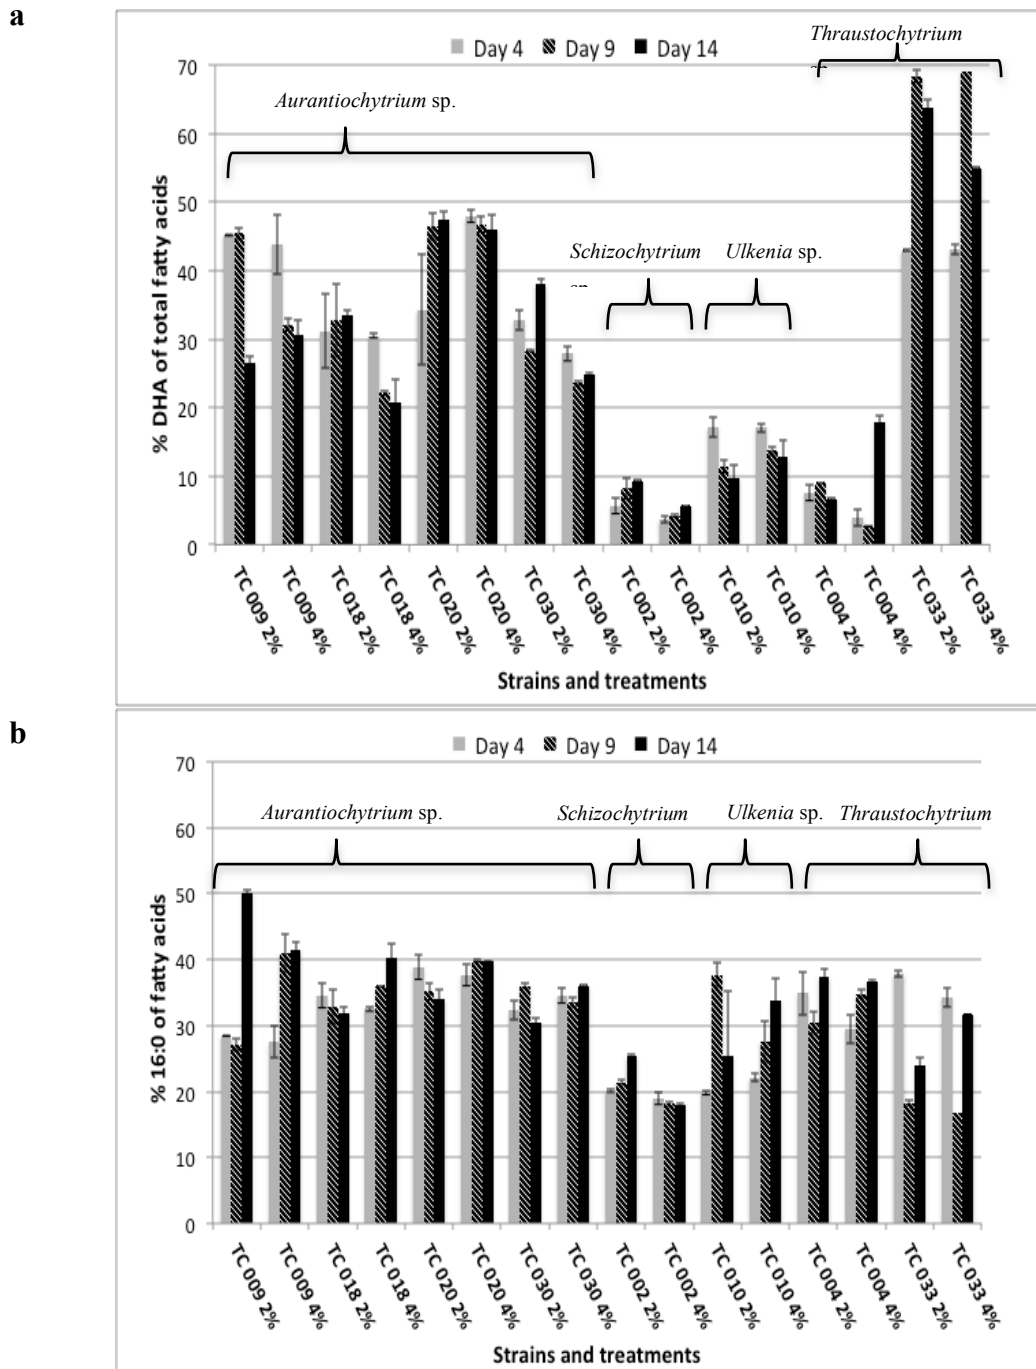 a
Day 4 Day 9 Day 14
Thraustochytrium
Aurantiochytrium sp.
Schizochytrium
Ulkenia sp.
% DHA of total fatty acids
70
60
50
40
30
20
10
0
TC 009 2%
TC 009 4%
TC 018 2%
TC 018 4%
TC 020 2%
TC 020 4%
TC 030 2%
TC 030 4%
TC 002 2%
TC 002 4%
TC 010 2%
TC 010 4%
TC 004 2%
TC 004 4%
TC 033 2%
TC 033 4%
Strains and treatments
b
Day 4 Day 9 Day 14
Aurantiochytrium sp.
Schizochytrium
Ulkenia sp.
Thraustochytrium
% 16:0 of fatty acids
70
60
50
40
30
20
10
0
TC 009 2%
TC 009 4%
TC 018 2%
TC 018 4%
TC 020 2%
TC 020 4%
TC 030 2%
TC 030 4%
TC 002 2%
TC 002 4%
TC 010 2%
TC 010 4%
TC 004 2%
TC 004 4%
TC 033 2%
TC 033 4%
Strains and treatments